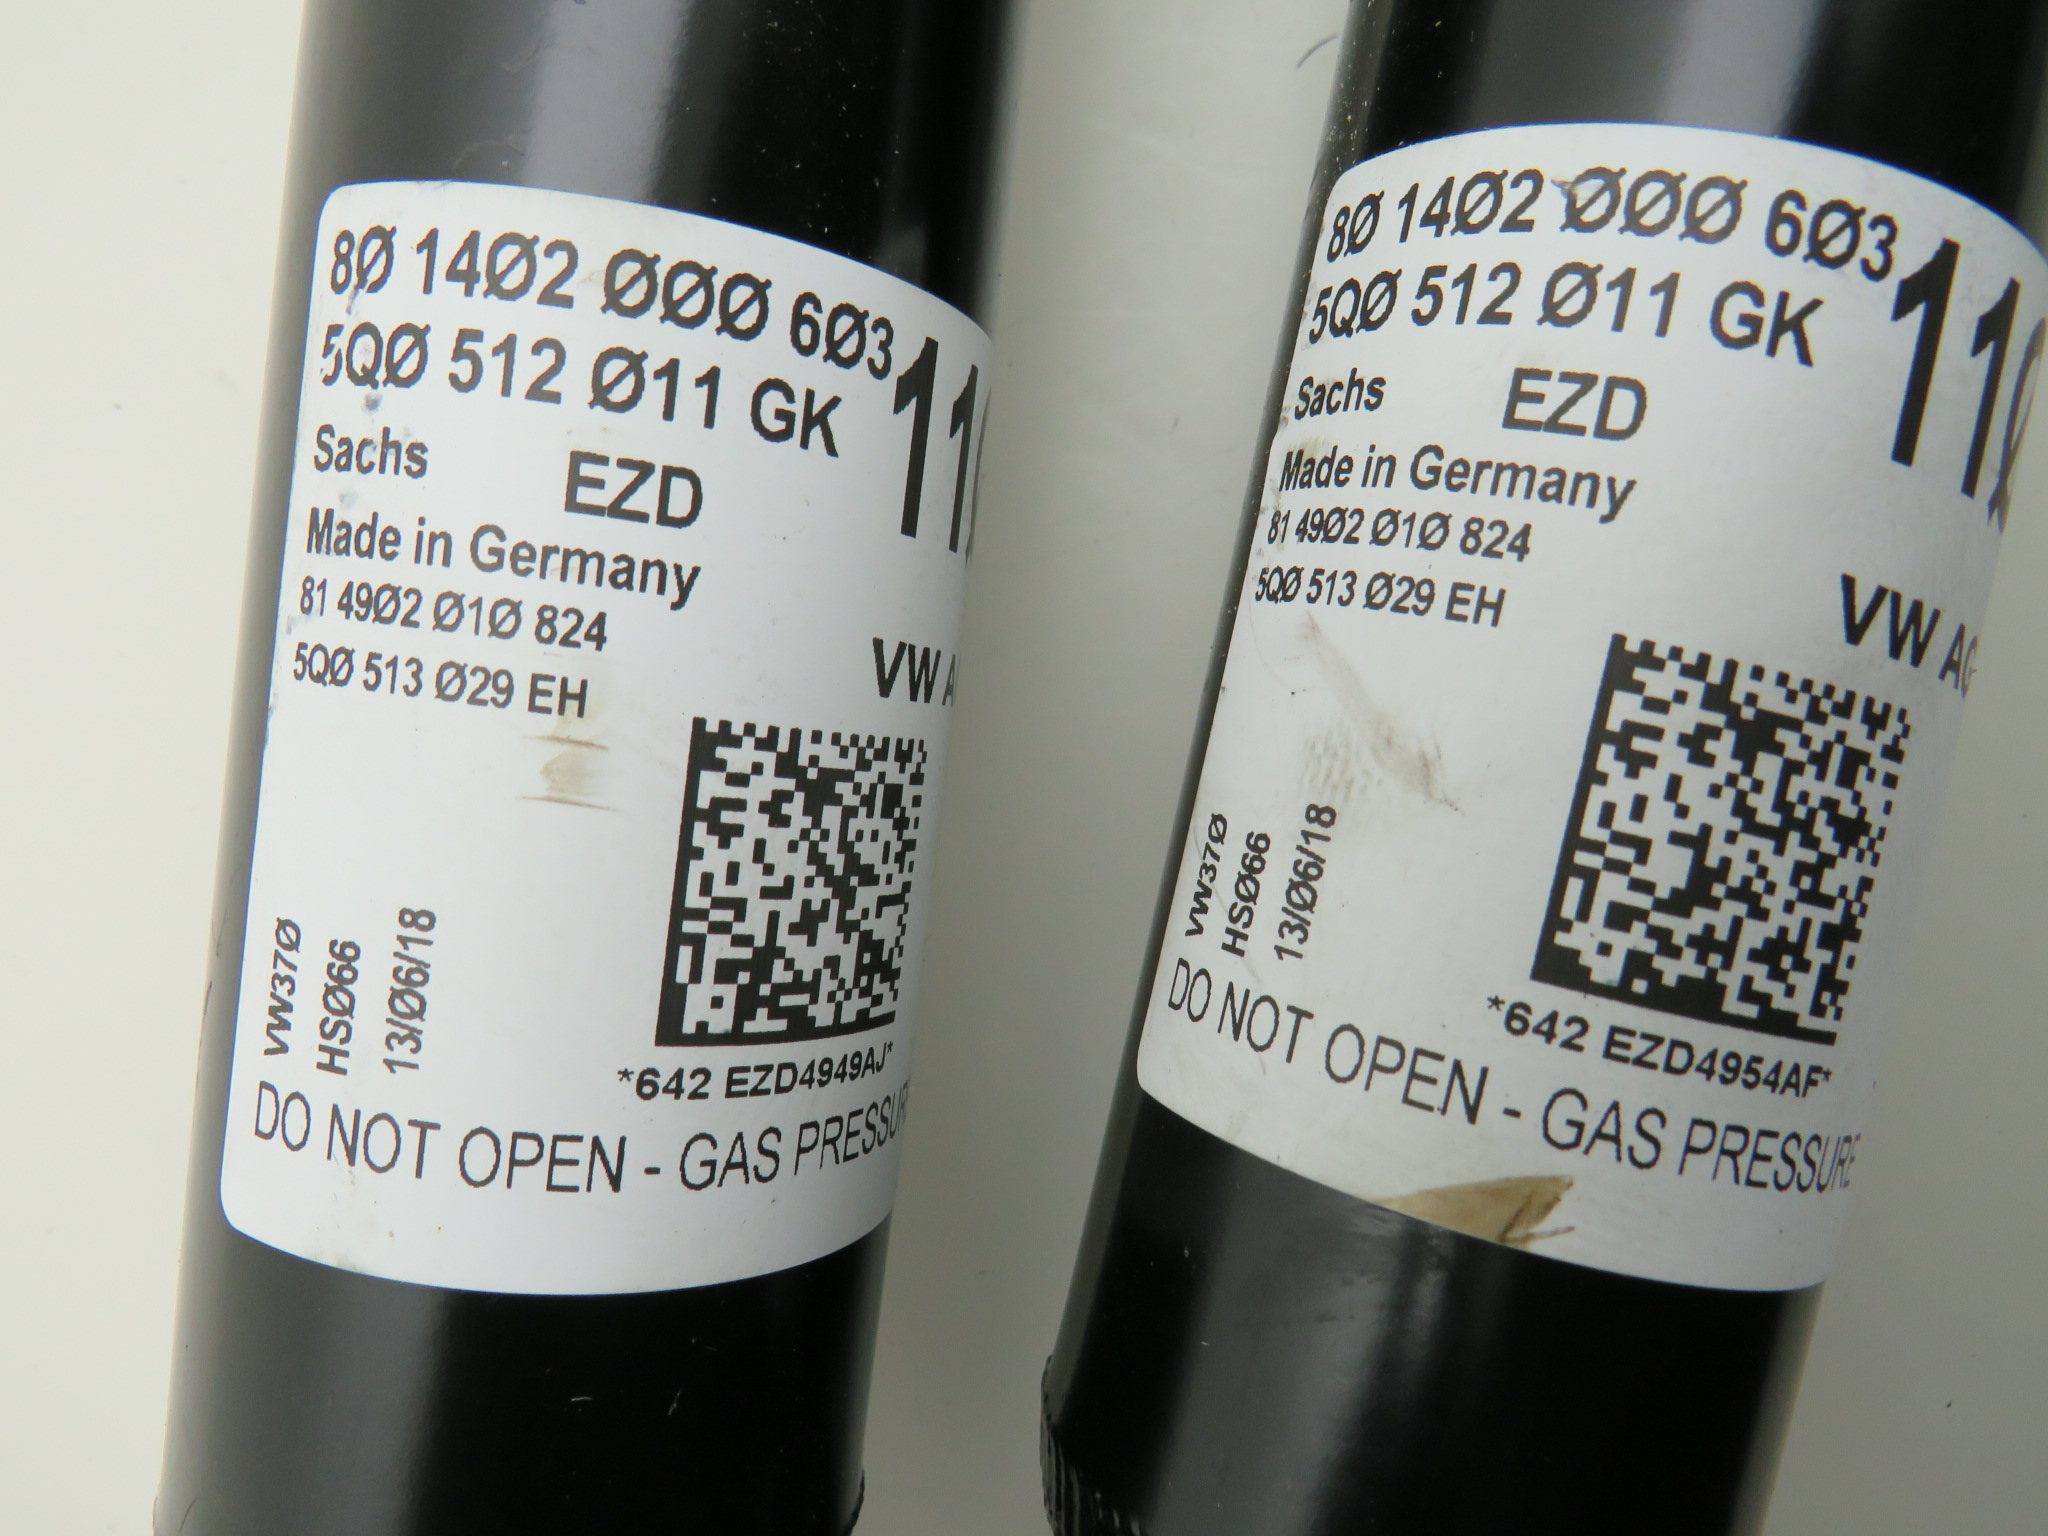 8Ø 14Ø2 ØØØ 6Ø3
5QØ 512 Ø11 GK
Sachs EZD
Made in Germany
81 49Ø2 Ø1Ø 824
5QØ 513 Ø29 EH
VW
VW37Ø
HSØ66
13/Ø6/18
*642 EZD4949AJ*
DO NOT OPEN - GAS PRESSURE
8Ø 14Ø2 ØØØ 6Ø3
11Ø
5QØ 512 Ø11 GK
Sachs EZD
Made in Germany
81 49Ø2 Ø1Ø 824
5QØ 513 Ø29 EH
VW AG
VW37Ø
HSØ66
13/Ø6/18
*642 EZD4954AF*
DO NOT OPEN - GAS PRESSURE